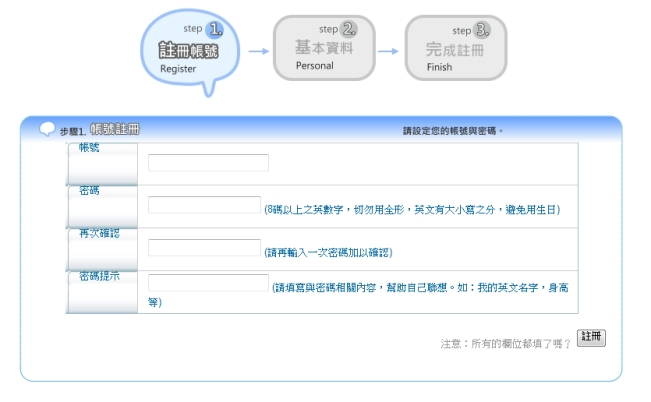 step 1.
註冊帳號
Register
step 2.
基本資料
Personal
step 3.
完成註冊
Finish
步驟1. 帳號註冊
請設定您的帳號與密碼。
帳號
密碼
(8碼以上之英數字，切勿用全形，英文有大小寫之分，避免用生日)
再次確認
(請再輸入一次密碼加以確認)
密碼提示
(請填寫與密碼相關內容，幫助自己聯想。如：我的英文名字，身高
等)
注意：所有的欄位都填了嗎？ 註冊